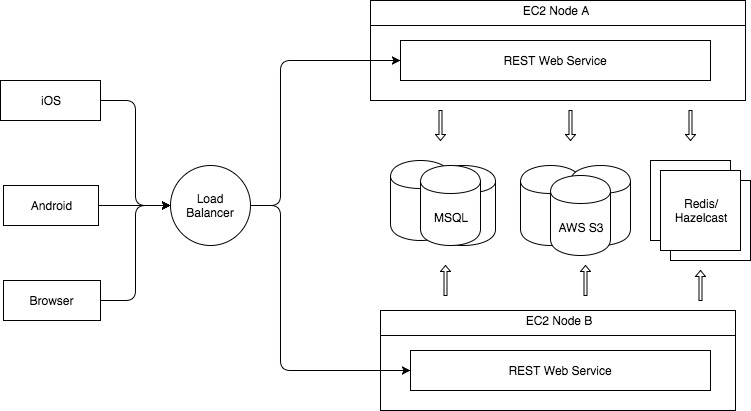 EC2 Node A
REST Web Service
iOS
Android
Browser
Load
Balancer
MSQL
AWS S3
Redis/
Hazelcast
EC2 Node B
REST Web Service